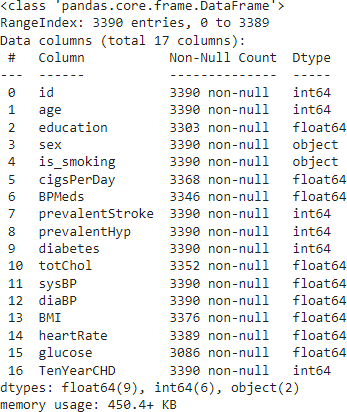 <class 'pandas.core.frame.DataFrame'>
RangeIndex: 3390 entries, 0 to 3389
Data columns (total 17 columns):
 #   Column           Non-Null Count  Dtype
---  ------           --------------  -----
 0   id               3390 non-null   int64
 1   age              3390 non-null   int64
 2   education        3303 non-null   float64
 3   sex              3390 non-null   object
 4   is_smoking       3390 non-null   object
 5   cigsPerDay       3368 non-null   float64
 6   BPMeds           3346 non-null   float64
 7   prevalentStroke  3390 non-null   int64
 8   prevalentHyp     3390 non-null   int64
 9   diabetes         3390 non-null   int64
 10  totChol          3352 non-null   float64
 11  sysBP            3390 non-null   float64
 12  diaBP            3390 non-null   float64
 13  BMI              3376 non-null   float64
 14  heartRate        3389 non-null   float64
 15  glucose          3086 non-null   float64
 16  TenYearCHD       3390 non-null   int64
dtypes: float64(9), int64(6), object(2)
memory usage: 450.4+ KB